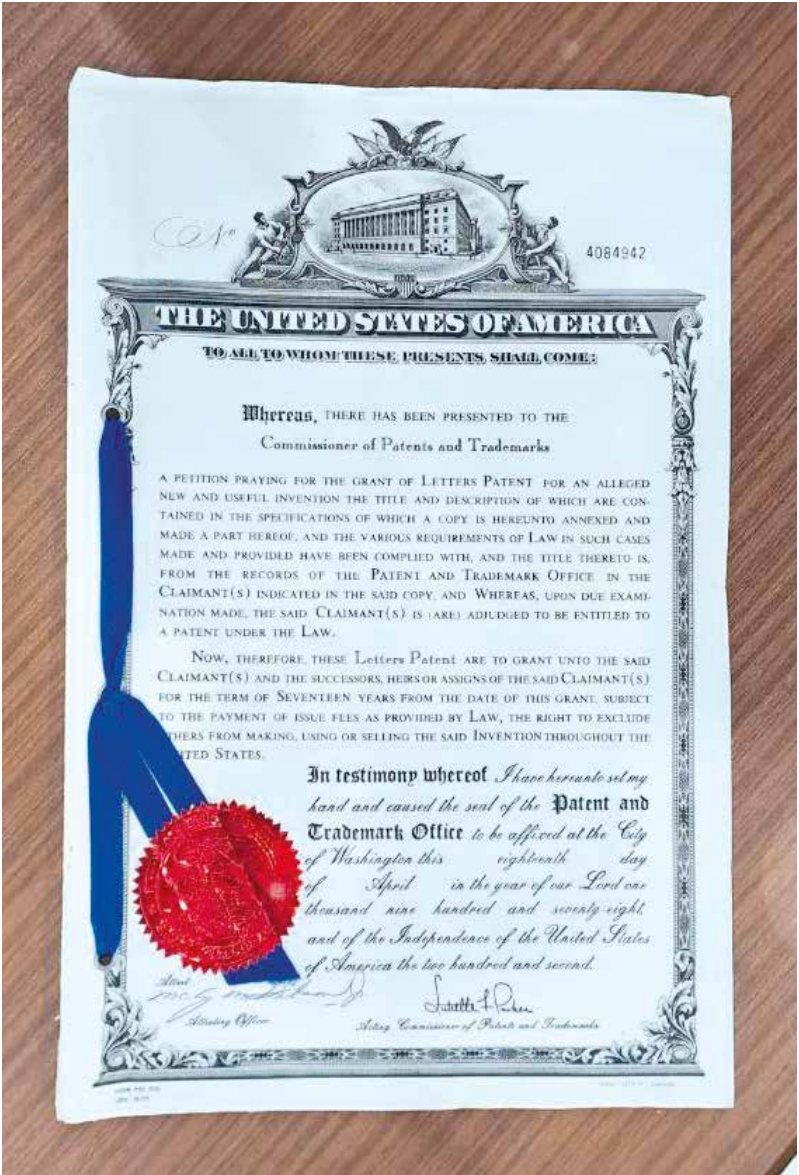 No
4084942
THE UNITED STATES OF AMERICA
TO ALL TO WHOM THESE PRESENTS SHALL COME:
Whereas, THERE HAS BEEN PRESENTED TO THE
Commissioner of Patents and Trademarks
A PETITION PRAYING FOR THE GRANT OF LETTERS PATENT FOR AN ALLEGED
NEW AND USEFUL INVENTION THE TITLE AND DESCRIPTION OF WHICH ARE CON-
TAINED IN THE SPECIFICATIONS OF WHICH A COPY IS HEREUNTO ANNEXED AND
MADE A PART HEREOF, AND THE VARIOUS REQUIREMENTS OF LAW IN SUCH CASES
MADE AND PROVIDED HAVE BEEN COMPLIED WITH, AND THE TITLE THERETO IS,
FROM THE RECORDS OF THE PATENT AND TRADEMARK OFFICE IN THE
CLAIMANT(S) INDICATED IN THE SAID COPY, AND WHEREAS, UPON DUE EXAMI-
NATION MADE, THE SAID CLAIMANT(S) IS (ARE) ADJUDGED TO BE ENTITLED TO
A PATENT UNDER THE LAW.
NOW, THEREFORE, THESE Letters Patent ARE TO GRANT UNTO THE SAID
CLAIMANT(S) AND THE SUCCESSORS, HEIRS OR ASSIGNS OF THE SAID CLAIMANT(S)
FOR THE TERM OF SEVENTEEN YEARS FROM THE DATE OF THIS GRANT, SUBJECT
TO THE PAYMENT OF ISSUE FEES AS PROVIDED BY LAW, THE RIGHT TO EXCLUDE
THERS FROM MAKING, USING OR SELLING THE SAID INVENTION THROUGHOUT THE
ITED STATES.
In testimony whereof I have hereunto set my
hand and caused the seal of the Patent and
Trademark Office to be affixed at the City
of Washington this eighteenth day
of April in the year of our Lord one
thousand nine hundred and seventy-eight,
and of the Independence of the United States
of America the two hundred and second.
Attest
Attesting Officer
Acting Commissioner of Patents and Trademarks